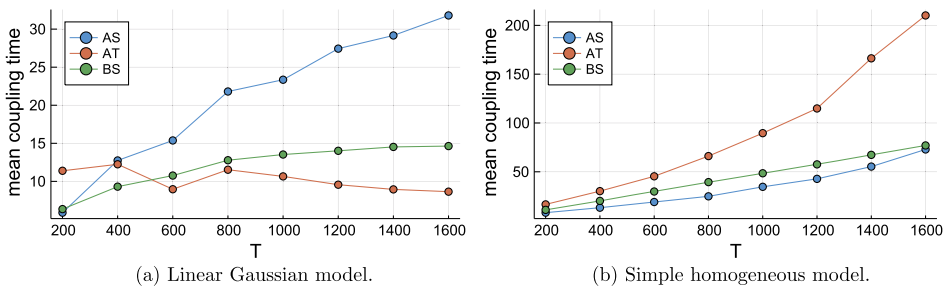 mean coupling time
30
25
20
15
10
AS
AT
BS
200 400 600 800 1000 1200 1400 1600
T
(a) Linear Gaussian model.
mean coupling time
200
150
100
50
AS
AT
BS
200 400 600 800 1000 1200 1400 1600
T
(b) Simple homogeneous model.